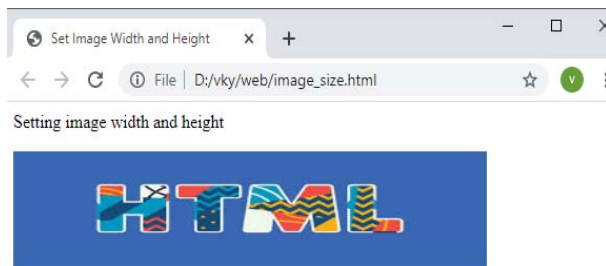 Set Image Width and Height
File | D:/vky/web/image_size.html
V
Setting image width and height
HTML